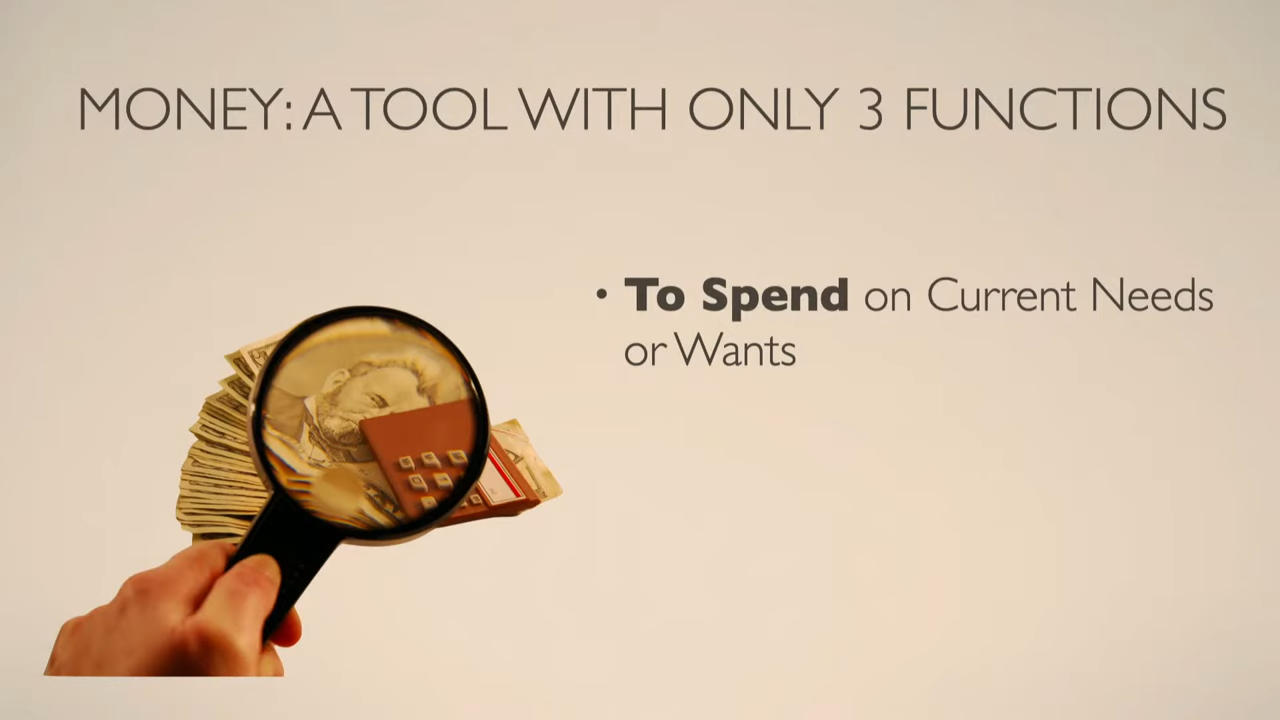 MONEY: A TOOL WITH ONLY 3 FUNCTIONS
• To Spend on Current Needs
or Wants